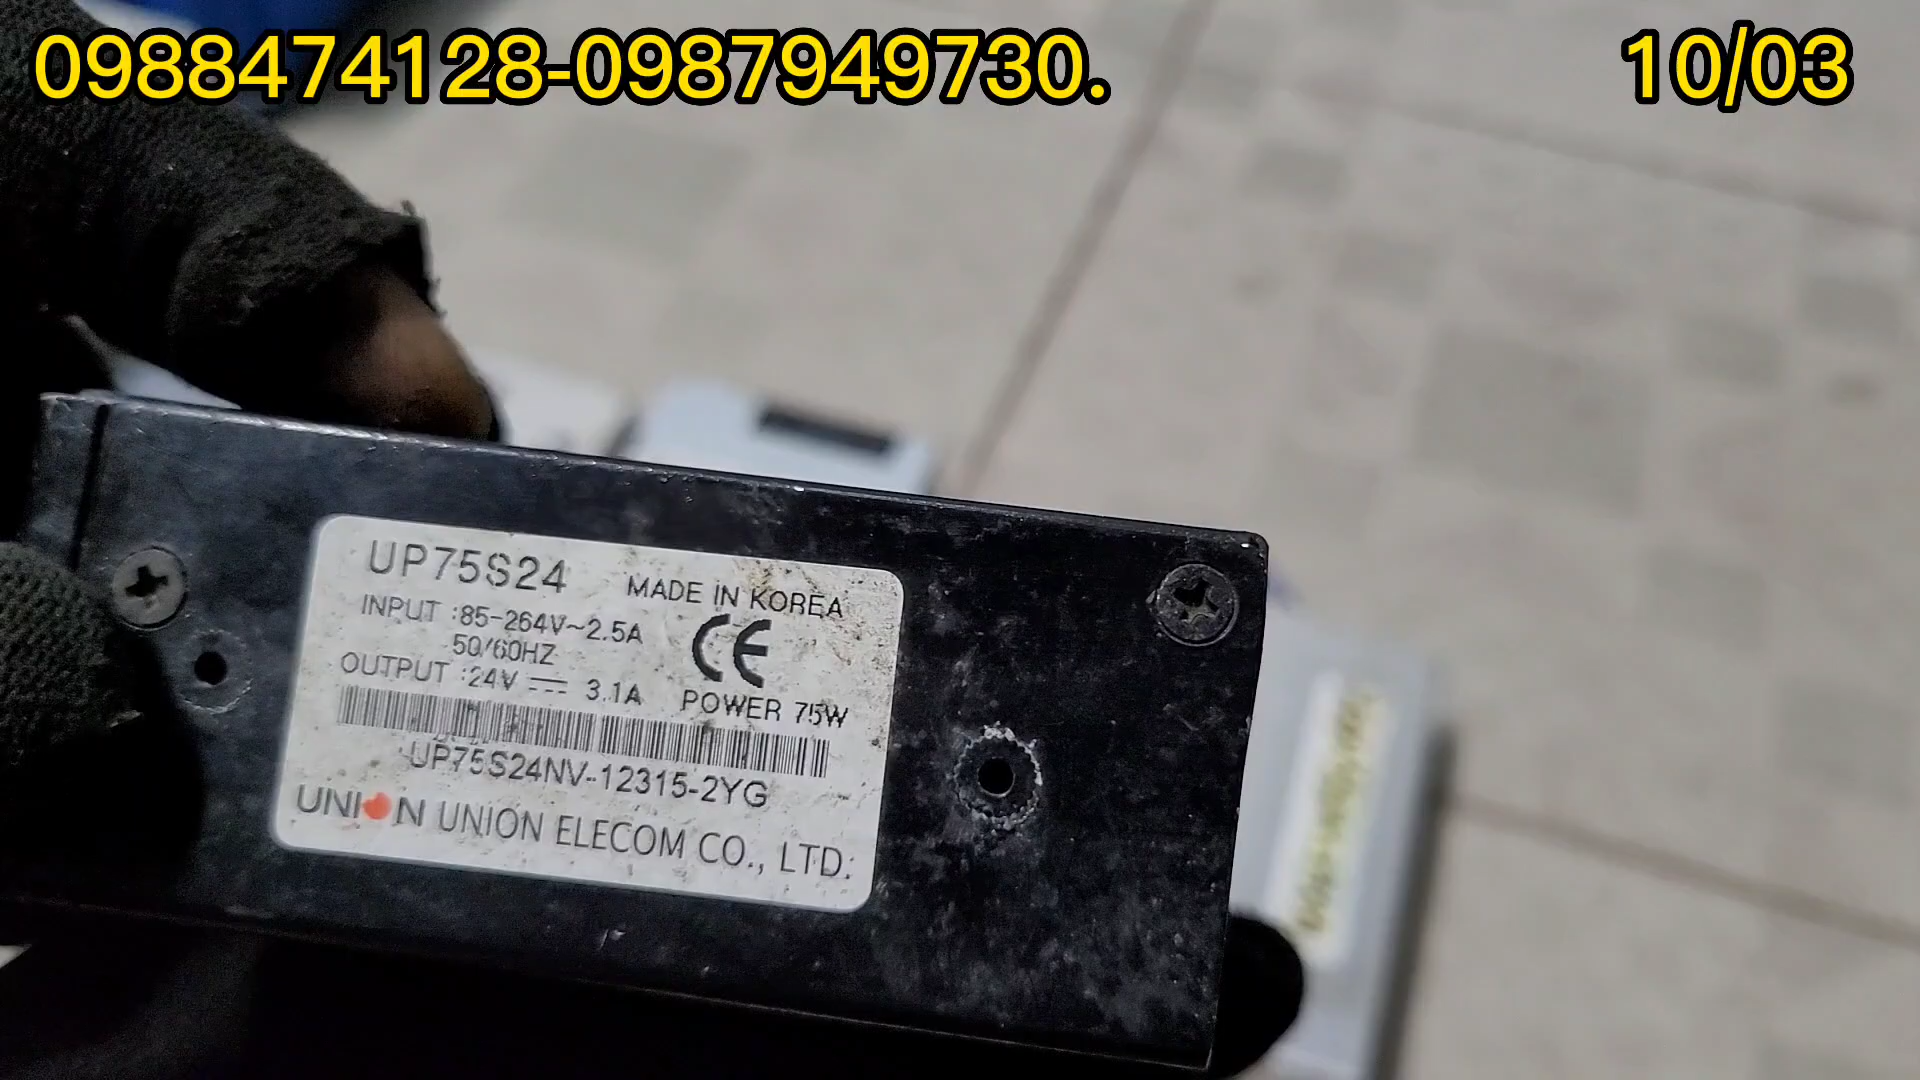 0988474128-0987949730.
10/03
UP75S24
MADE IN KOREA
INPUT :85-264V~2.5A
50/60HZ
CE
OUTPUT :24V 3.1A
POWER 75W
UP75S24NV-12315-2YG
UNION UNION ELECOM CO., LTD.